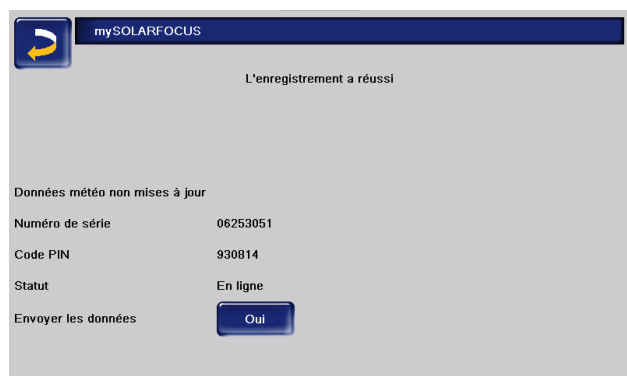 mySOLARFOCUS
L'enregistrement a réussi
Données météo non mises à jour
Numéro de série 06253051
Code PIN 930814
Statut En ligne
Envoyer les données Oui